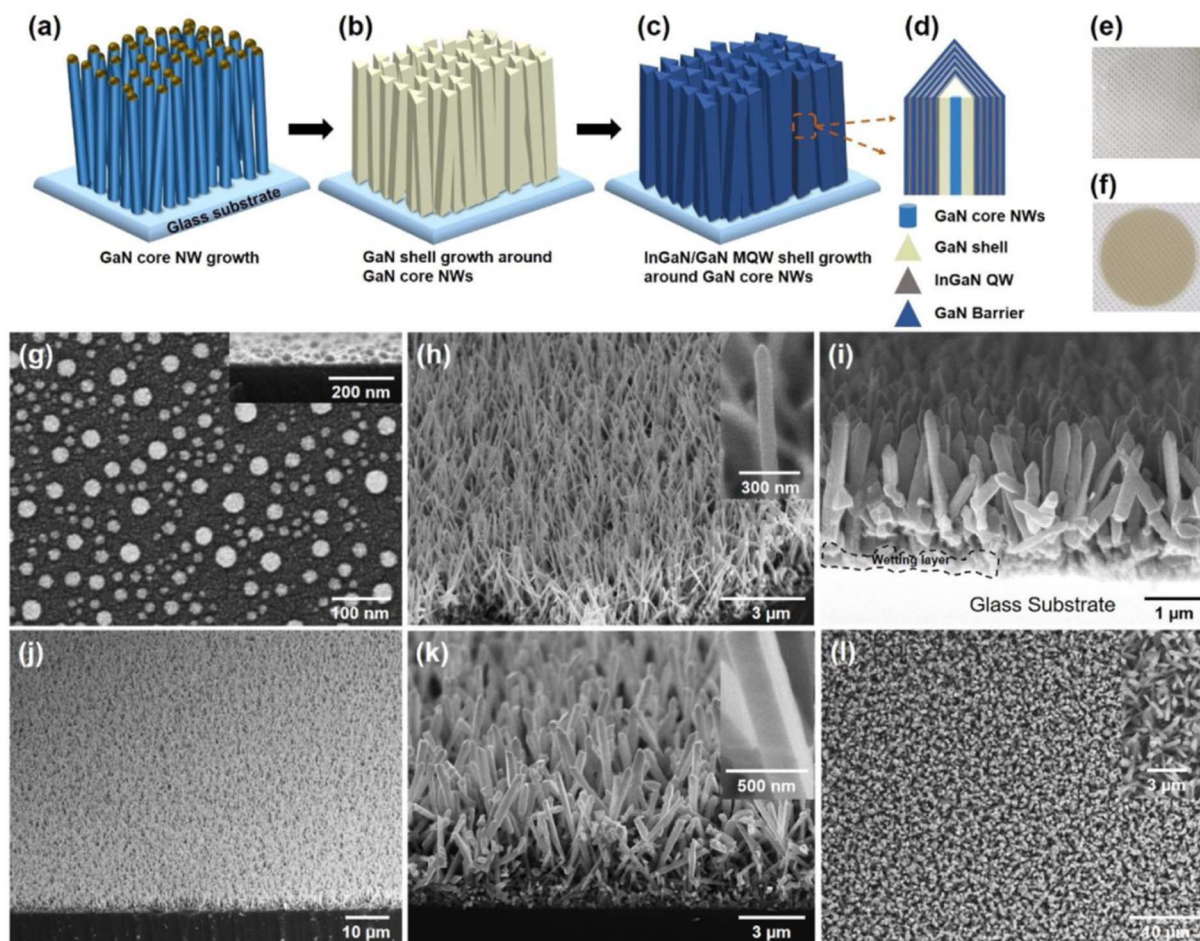 (a)
(b)
(c)
(d)
(e)
(f)
Glass substrate
GaN core NW growth
GaN shell growth around
GaN core NWs
InGaN/GaN MQW shell growth
around GaN core NWs
GaN core NWs
GaN shell
InGaN QW
GaN Barrier
(g)
200 nm
100 nm
(h)
300 nm
3 µm
(i)
Wetting layer
Glass Substrate
1 µm
(j)
10 µm
(k)
500 nm
3 µm
(l)
3 µm
10 µm